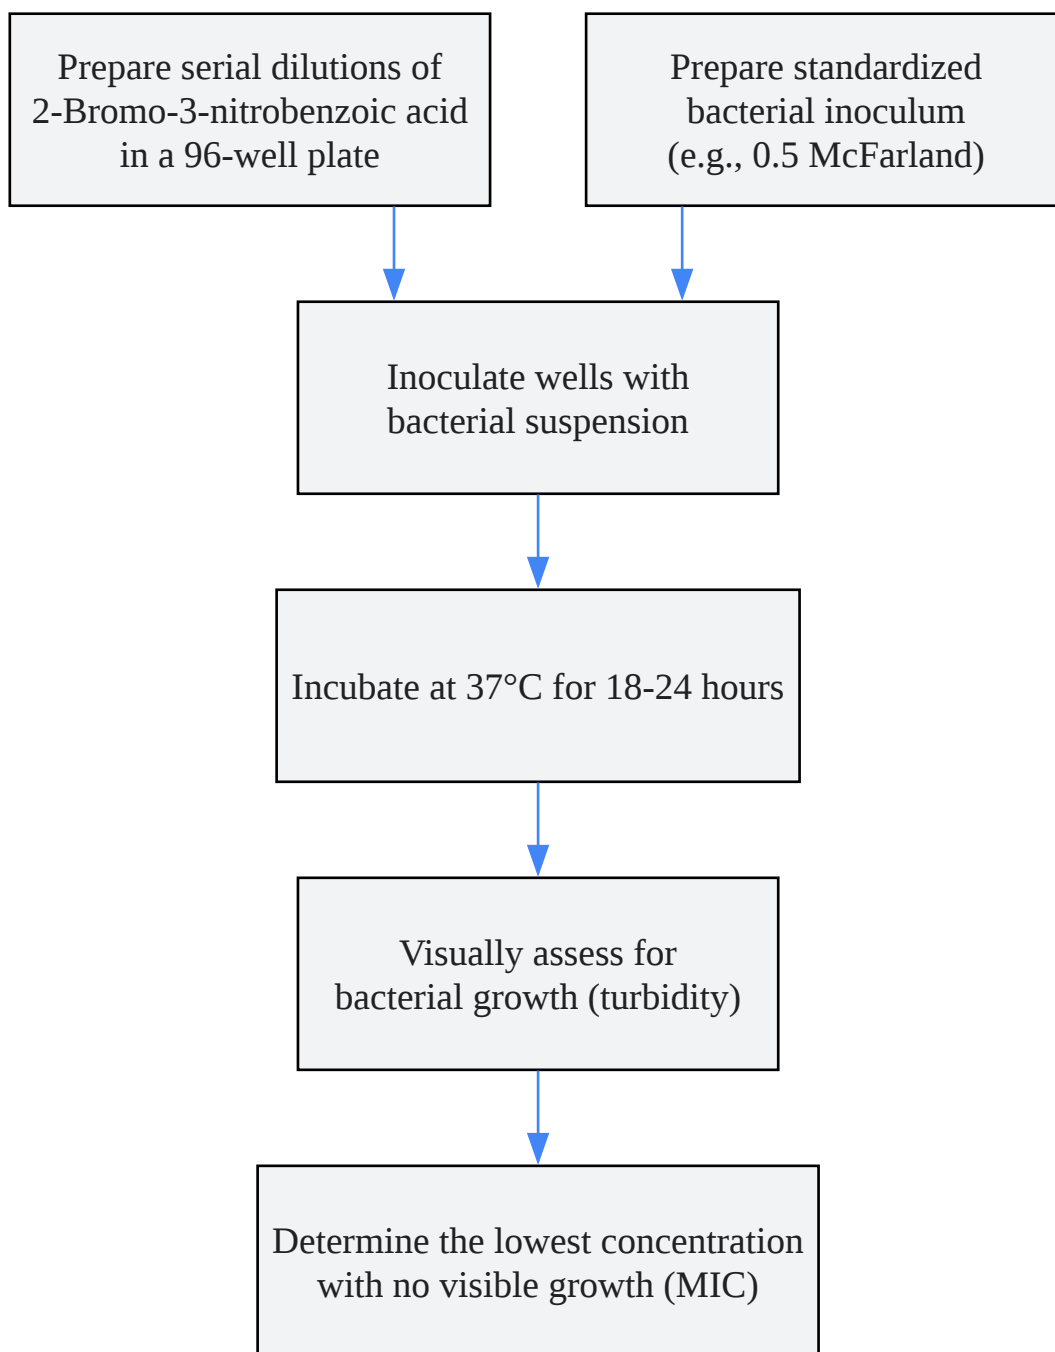 Prepare serial dilutions of
2-Bromo-3-nitrobenzoic acid
in a 96-well plate
Prepare standardized
bacterial inoculum
(e.g., 0.5 McFarland)
Inoculate wells with
bacterial suspension
Incubate at 37°C for 18-24 hours
Visually assess for
bacterial growth (turbidity)
Determine the lowest concentration
with no visible growth (MIC)